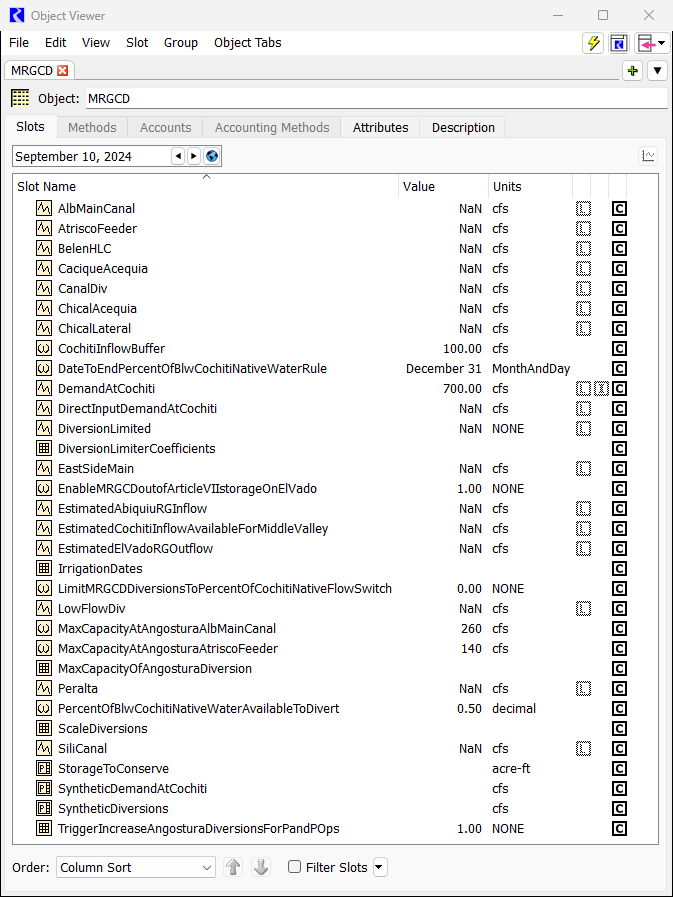 Object Viewer
File Edit View Slot Group Object Tabs
MRGCD
Object: MRGCD
Slots Methods Accounts Accounting Methods Attributes Description
September 10, 2024
Slot Name Value Units
AlbMainCanal NaN cfs L C
AtriscoFeeder NaN cfs L C
BelenHLC NaN cfs L C
CaciqueAcequia NaN cfs L C
CanalDiv NaN cfs L C
ChicalAcequia NaN cfs L C
ChicalLateral NaN cfs L C
CochitiInflowBuffer 100.00 cfs C
DateToEndPercentOfBlwCochitiNativeWaterRule December 31 MonthAndDay C
DemandAtCochiti 700.00 cfs L I C
DirectInputDemandAtCochiti NaN cfs L C
DiversionLimited NaN NONE L C
DiversionLimiterCoefficients C
EastSideMain NaN cfs L C
EnableMRGCDoutofArticleVIIstorageOnElVado 1.00 NONE C
EstimatedAbiquiuRGInflow NaN cfs L C
EstimatedCochitiInflowAvailableForMiddleValley NaN cfs L C
EstimatedElVadoRGOutflow NaN cfs L C
IrrigationDates C
LimitMRGCDDiversionsToPercentOfCochitiNativeFlowSwitch 0.00 NONE C
LowFlowDiv NaN cfs L C
MaxCapacityAtAngosturaAlbMainCanal 260 cfs C
MaxCapacityAtAngosturaAtriscoFeeder 140 cfs C
MaxCapacityOfAngosturaDiversion C
Peralta NaN cfs L C
PercentOfBlwCochitiNativeWaterAvailableToDivert 0.50 decimal C
ScaleDiversions C
SiliCanal NaN cfs L C
StorageToConserve acre-ft C
SyntheticDemandAtCochiti cfs C
SyntheticDiversions cfs C
TriggerIncreaseAngosturaDiversionsForPandPOps 1.00 NONE C
Order: Column Sort Filter Slots